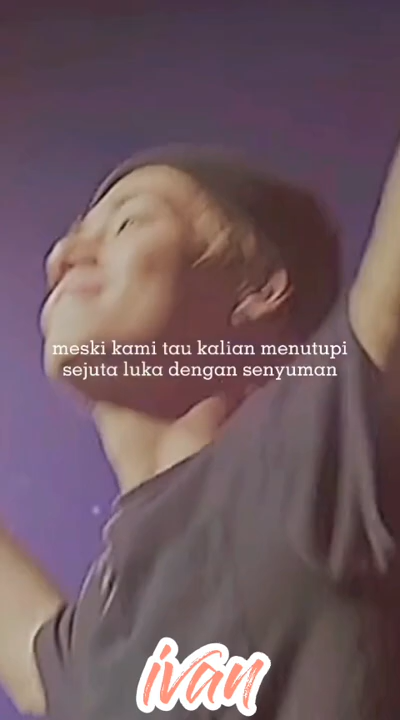 meski kami tau kalian menutupi
sejuta luka dengan senyuman
ivan